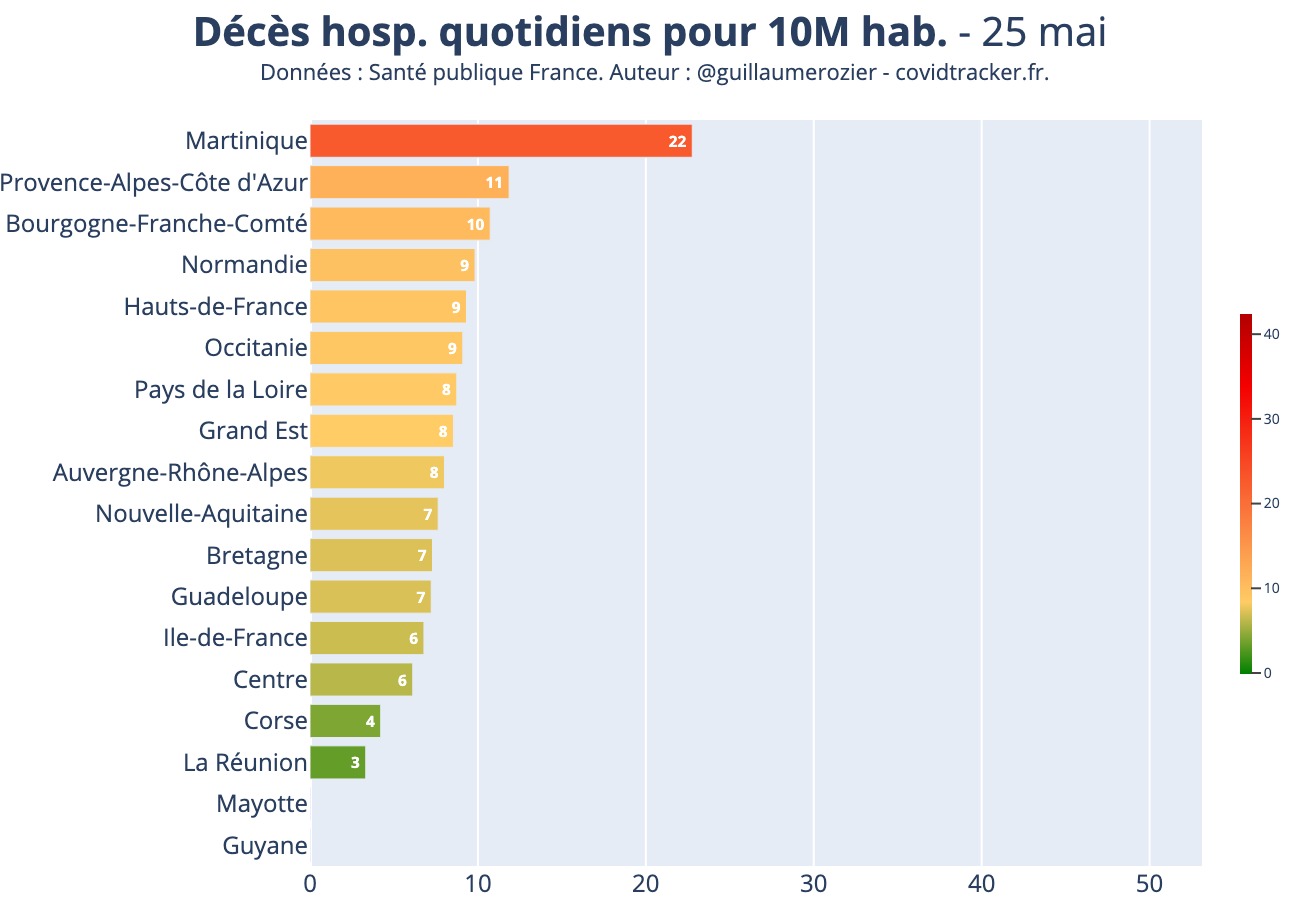 Décès hosp. quotidiens pour 10M hab. - 25 mai
Données : Santé publique France. Auteur : @guillaumerozier - covidtracker.fr.
Martinique 22
Provence-Alpes-Côte d'Azur 11
Bourgogne-Franche-Comté 10
Normandie 9
Hauts-de-France 9
Occitanie 9
Pays de la Loire 8
Grand Est 8
Auvergne-Rhône-Alpes 8
Nouvelle-Aquitaine 7
Bretagne 7
Guadeloupe 7
Ile-de-France 6
Centre 6
Corse 4
La Réunion 3
Mayotte
Guyane
0 10 20 30 40 50
40
30
20
10
0